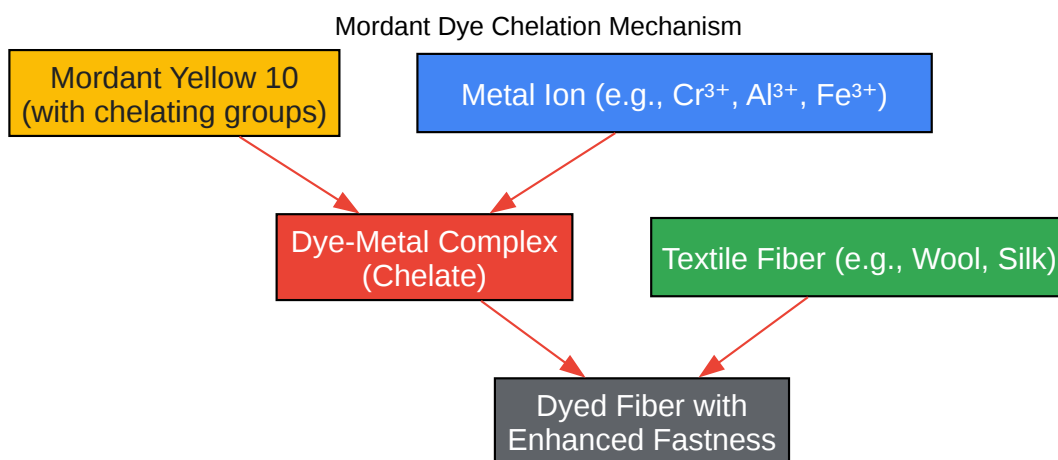 Mordant Dye Chelation Mechanism
Mordant Yellow 10
(with chelating groups)
Metal Ion (e.g., Cr³⁺, Al³⁺, Fe³⁺)
Dye-Metal Complex
(Chelate)
Textile Fiber (e.g., Wool, Silk)
Dyed Fiber with
Enhanced Fastness